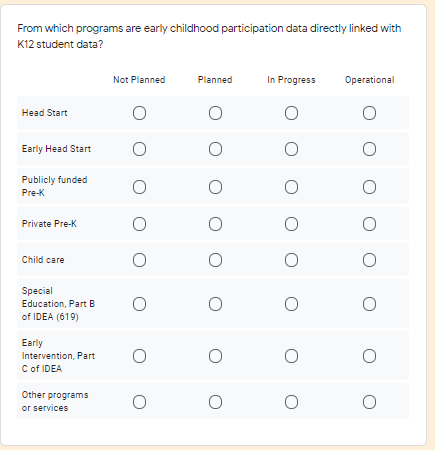 From which programs are early childhood participation data directly linked with
K12 student data?
Not Planned Planned In Progress Operational
Head Start
Early Head Start
Publicly funded
Pre-K
Private Pre-K
Child care
Special
Education, Part B
of IDEA (619)
Early
Intervention, Part
C of IDEA
Other programs
or services